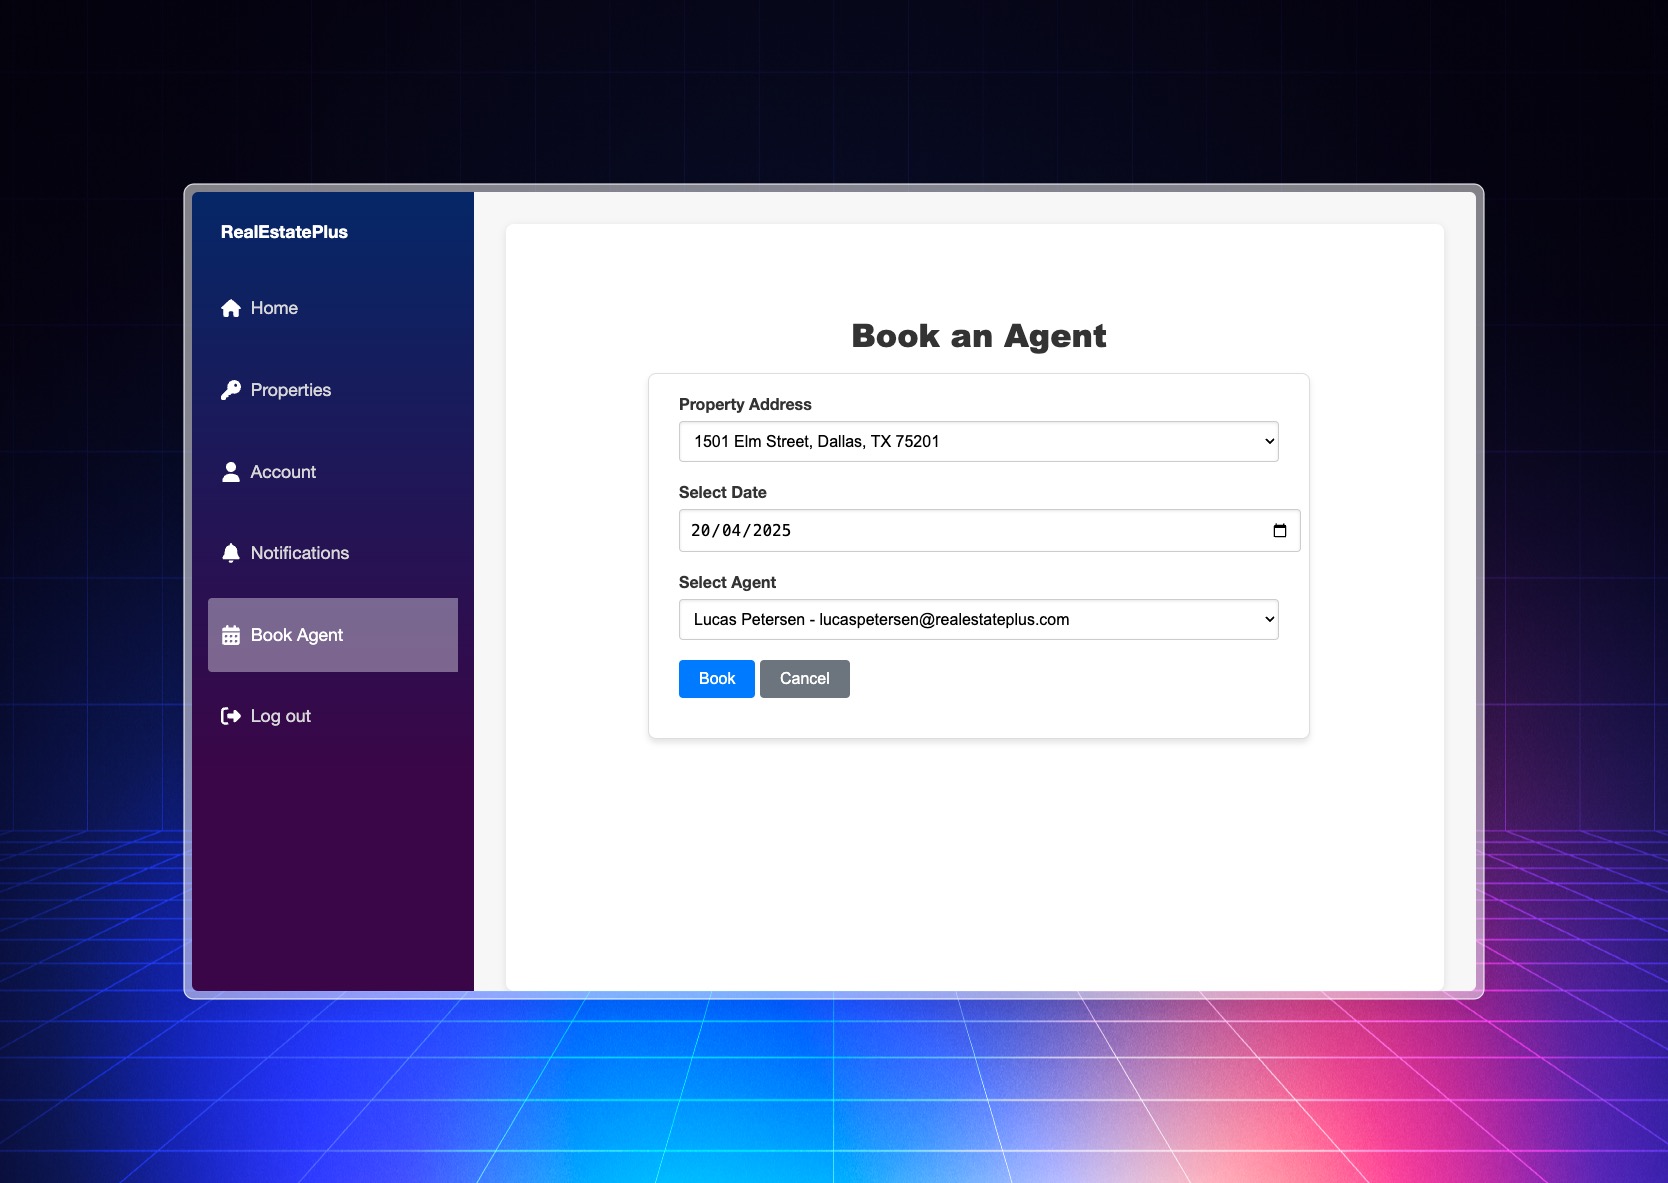 RealEstatePlus
Home
Properties
Account
Notifications
Book Agent
Log out
Book an Agent
Property Address
1501 Elm Street, Dallas, TX 75201
Select Date
20/04/2025
Select Agent
Lucas Petersen - lucaspetersen@realestateplus.com
Book
Cancel